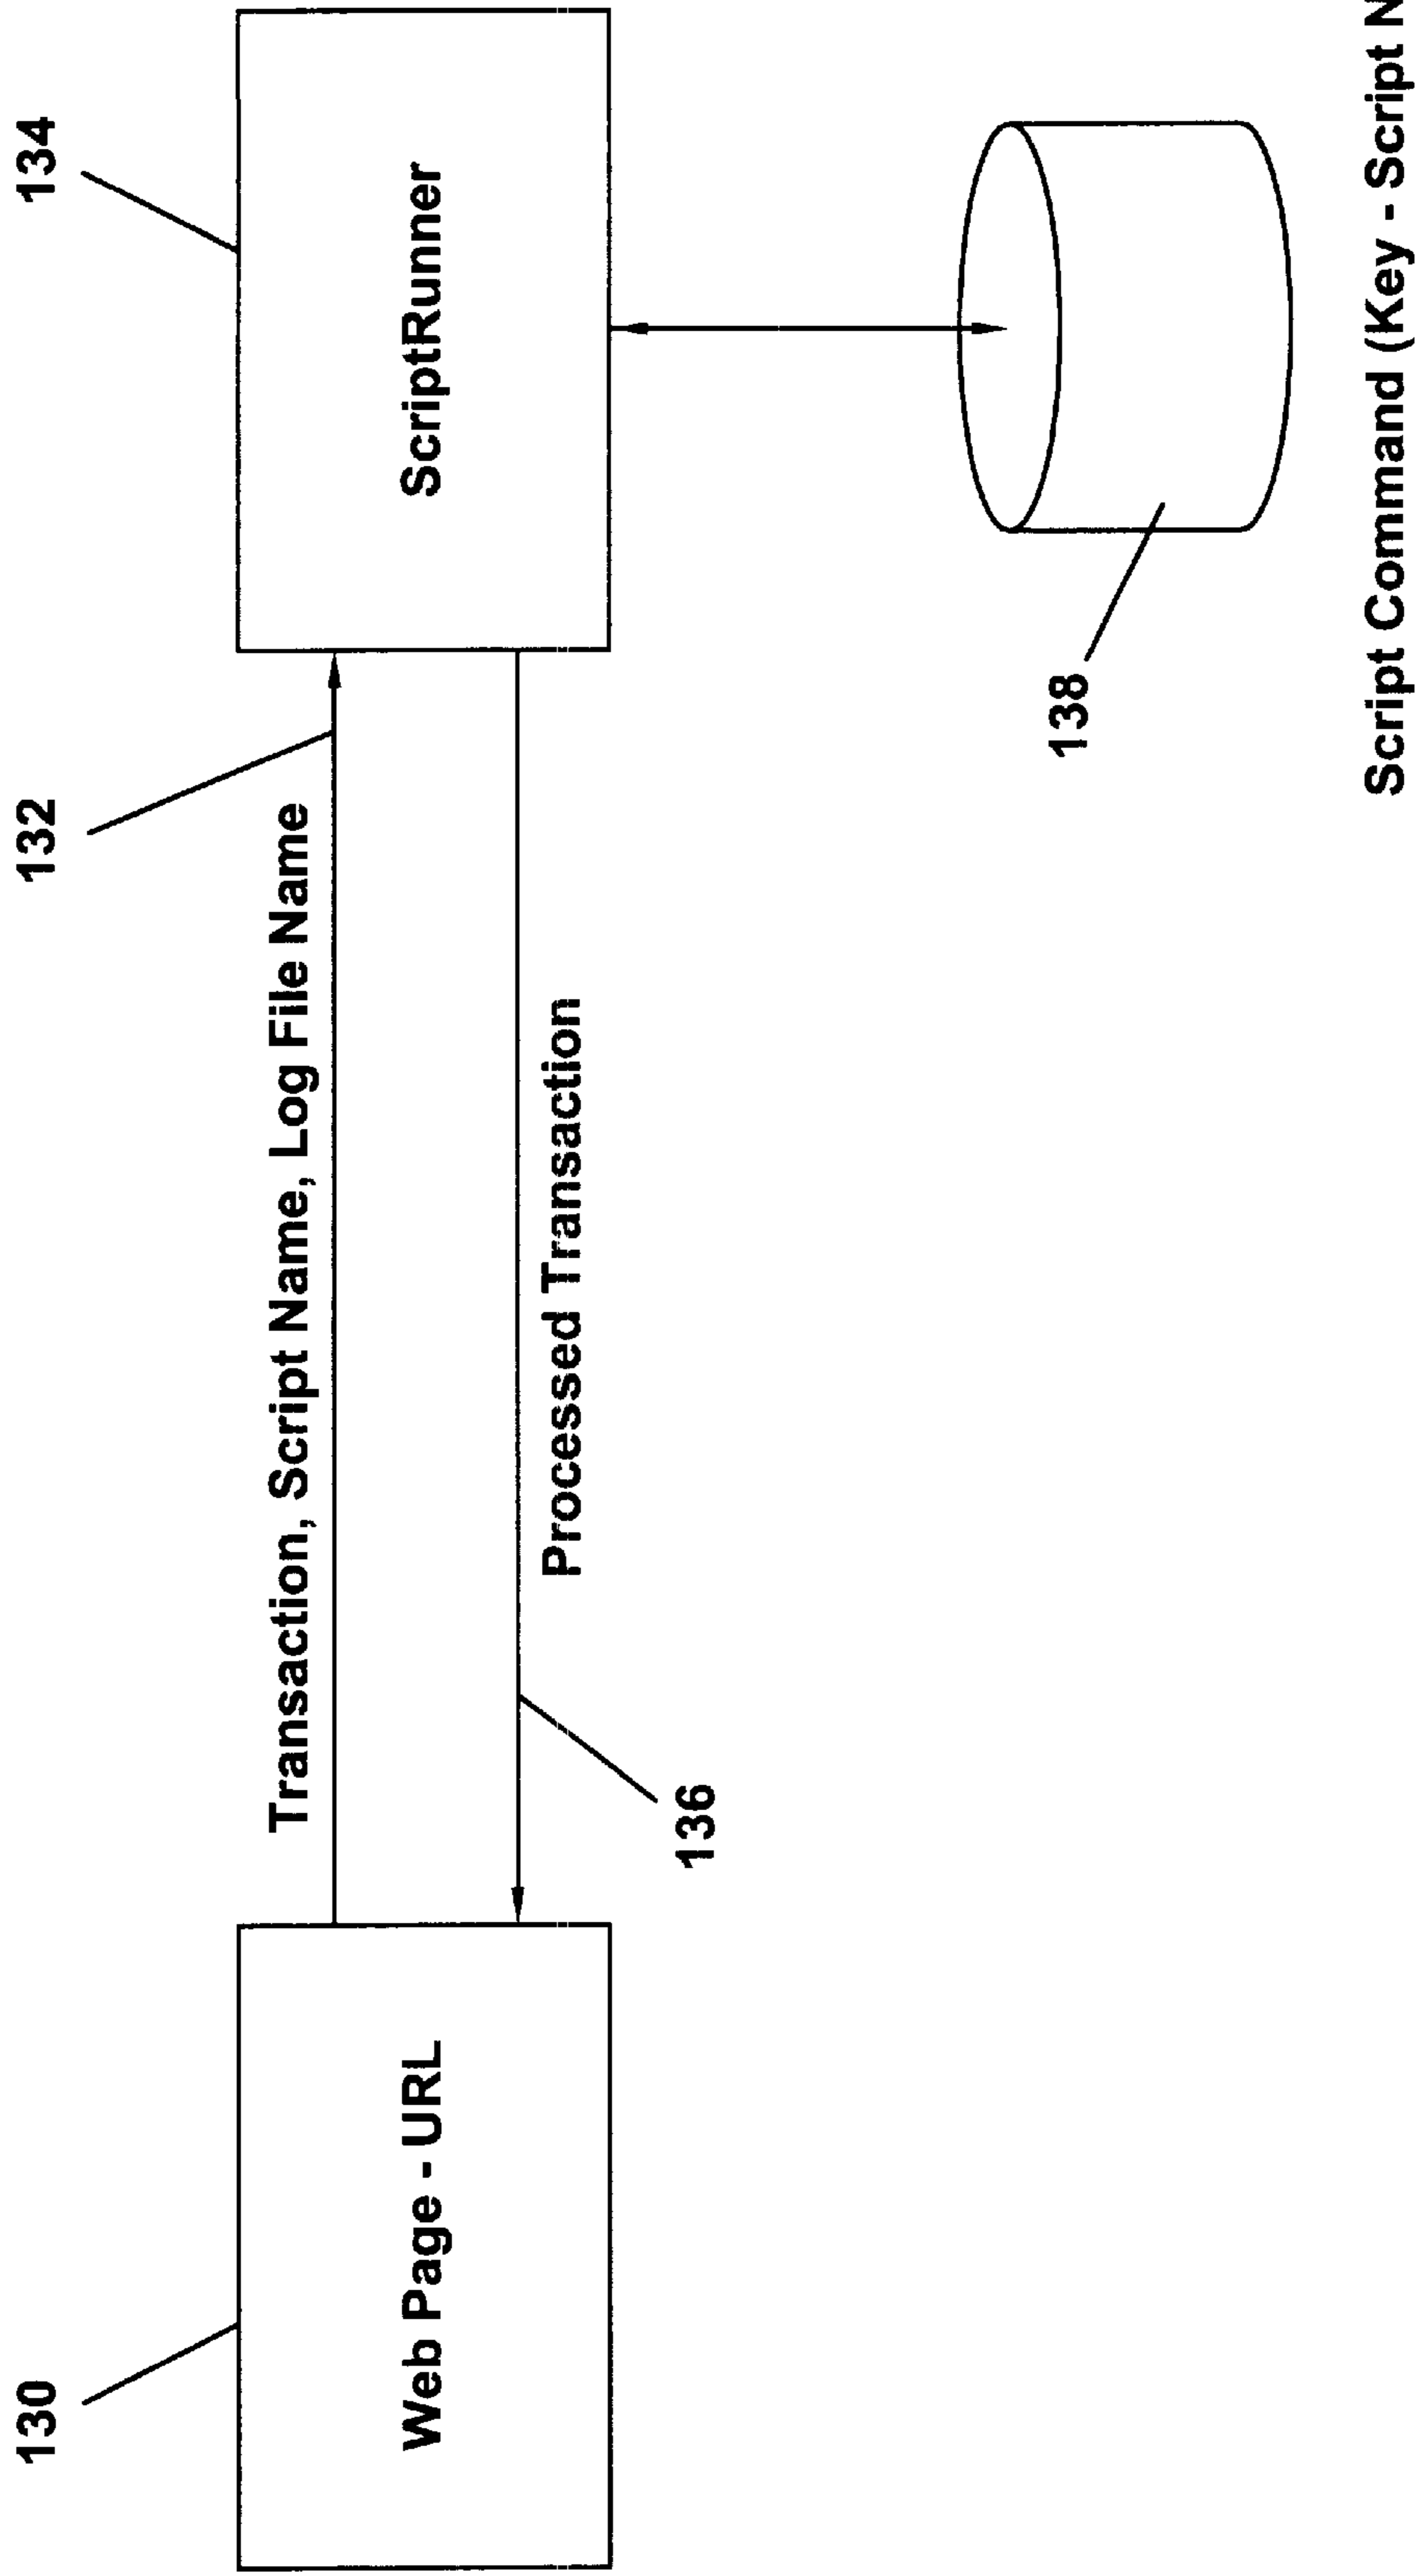 130
132
134
Transaction, Script Name, Log File Name
Web Page - URL
ScriptRunner
Processed Transaction
136
138
Script Command (Key - Script N